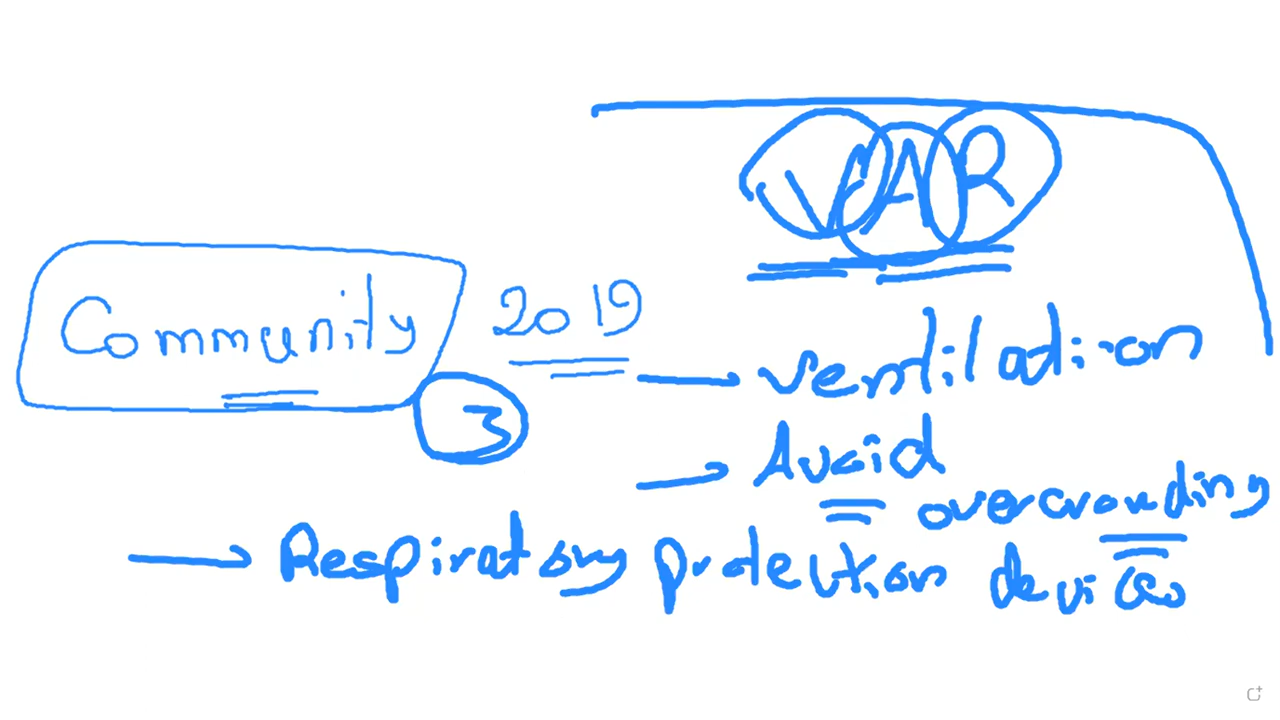 VAR
Community 2019
3
→ Ventilation
→ Avoid
overcrowding
→ Respiratory protection devices